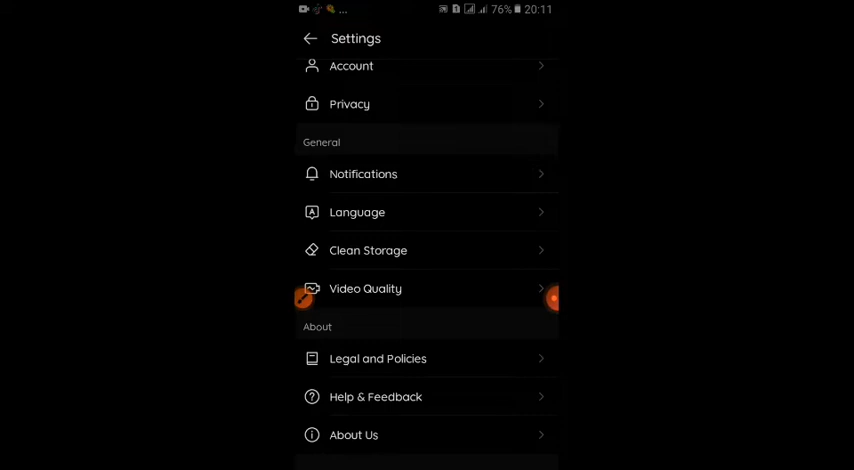 ... 76% 20:11
Settings
Account
Privacy
General
Notifications
Language
Clean Storage
Video Quality
About
Legal and Policies
Help & Feedback
About Us